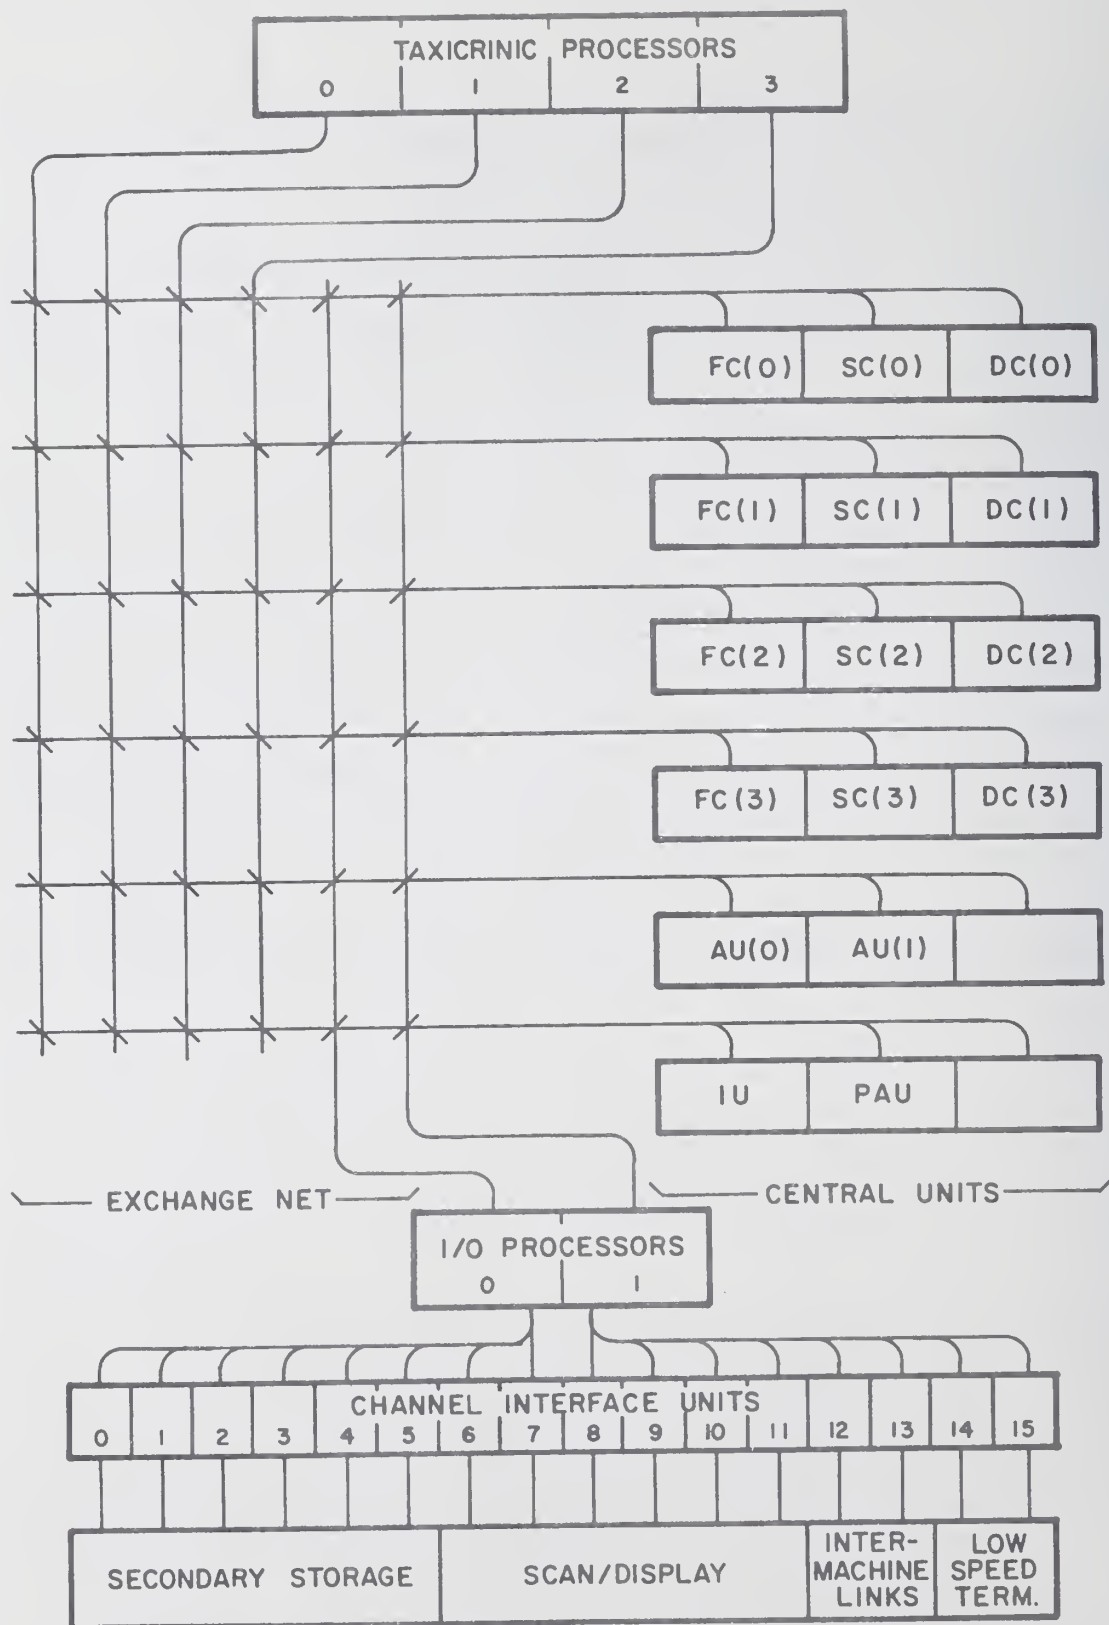 TAXICRINIC PROCESSORS
0 1 2 3
FC(0) SC(0) DC(0)
FC(1) SC(1) DC(1)
FC(2) SC(2) DC(2)
FC(3) SC(3) DC(3)
AU(0) AU(1)
IU PAU
EXCHANGE NET
CENTRAL UNITS
I/O PROCESSORS
0 1
CHANNEL INTERFACE UNITS
0 1 2 3 4 5 6 7 8 9 10 11 12 13 14 15
SECONDARY STORAGE
SCAN/DISPLAY
INTER-
MACHINE
LINKS
LOW
SPEED
TERM.